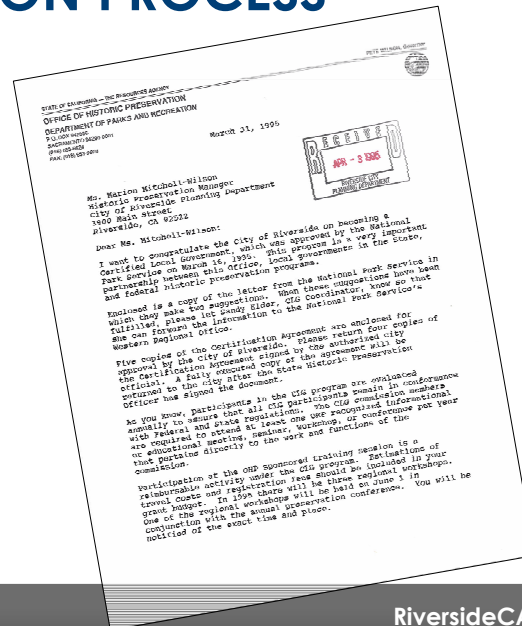 ON PROCESS
PETE WILSON, Governor
STATE OF CALIFORNIA — THE RESOURCES AGENCY
OFFICE OF HISTORIC PRESERVATION
DEPARTMENT OF PARKS AND RECREATION
P.O. BOX
SACRAMENTO
March 31, 1995
RECEIVED
APR - 3 1995
RIVERSIDE CITY
PLANNING DEPARTMENT
Ms. Marion Mitchell-Wilson
Historic Preservation Manager
City of Riverside Planning Department
3900 Main Street
Riverside, CA 92522
Dear Ms. Mitchell-Wilson:
I want to congratulate the City of Riverside on becoming a
Certified Local Government, which was approved by the National
Park Service on March 16, 1995. This program is a very important
partnership between this office, local governments in the State,
and federal historic preservation programs.
Enclosed is a copy of the letter from the National Park Service in
which they make two suggestions. When these suggestions have been
fulfilled, please let Sandy Elder, CLG Coordinator, know so that
she can forward the information to the National Park Service's
Western Regional Office.
Five copies of the Certification Agreement are enclosed for
approval by the City of Riverside. Please return four copies of
the Certification Agreement signed by the authorized city
official. A fully executed copy of the agreement will be
returned to the city after the State Historic Preservation
Officer has signed the document.
As you know, participants in the CLG program are evaluated
annually to assure that all CLG participants remain in conformance
with Federal and State regulations. The CLG commission members
are required to attend at least one OHP recognized informational
or educational meeting, seminar, workshop, or conference per year
that pertains directly to the work and functions of the
commission.
Participation at the OHP sponsored training session is a
reimbursable activity under the CLG program. Estimations of
travel costs and registration fees should be included in your
grant budget. In 1995 there will be three regional workshops.
One of the regional workshops will be held on June 1 in
conjunction with the annual preservation conference. You will be
notified of the exact time and place.
RiversideCA